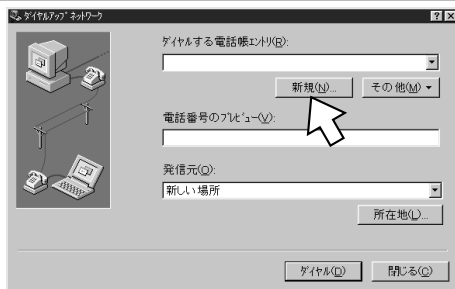 ﾀﾞｲﾔﾙｱｯﾌﾟ ﾈｯﾄﾜｰｸ
ﾀﾞｲﾔﾙする電話帳ｴﾝﾄﾘ(R):
新規(N)... その他(M)
電話番号のﾌﾟﾚﾋﾞｭｰ(V):
発信元(O):
新しい場所
所在地(L)...
ﾀﾞｲﾔﾙ(D) 閉じる(C)